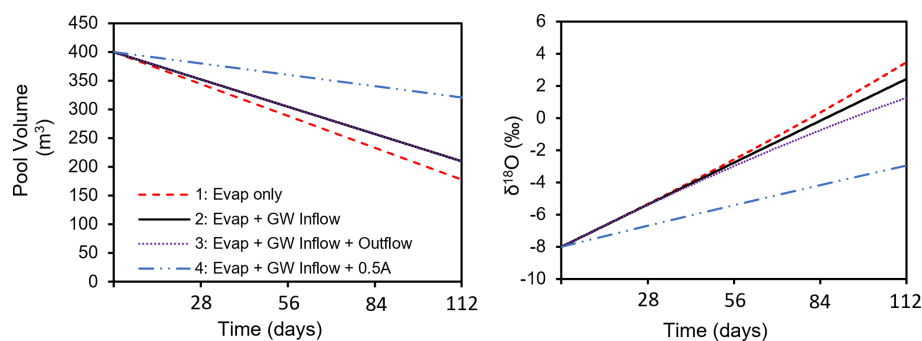 450
400
350
300
250
200
150
100
50
0
Pool Volume
(m³)
1: Evap only
2: Evap + GW Inflow
3: Evap + GW Inflow + Outflow
4: Evap + GW Inflow + 0.5A
28 56 84 112
Time (days)
6
4
2
0
-2
-4
-6
-8
-10
δ¹⁸O (‰)
28 56 84 112
Time (days)